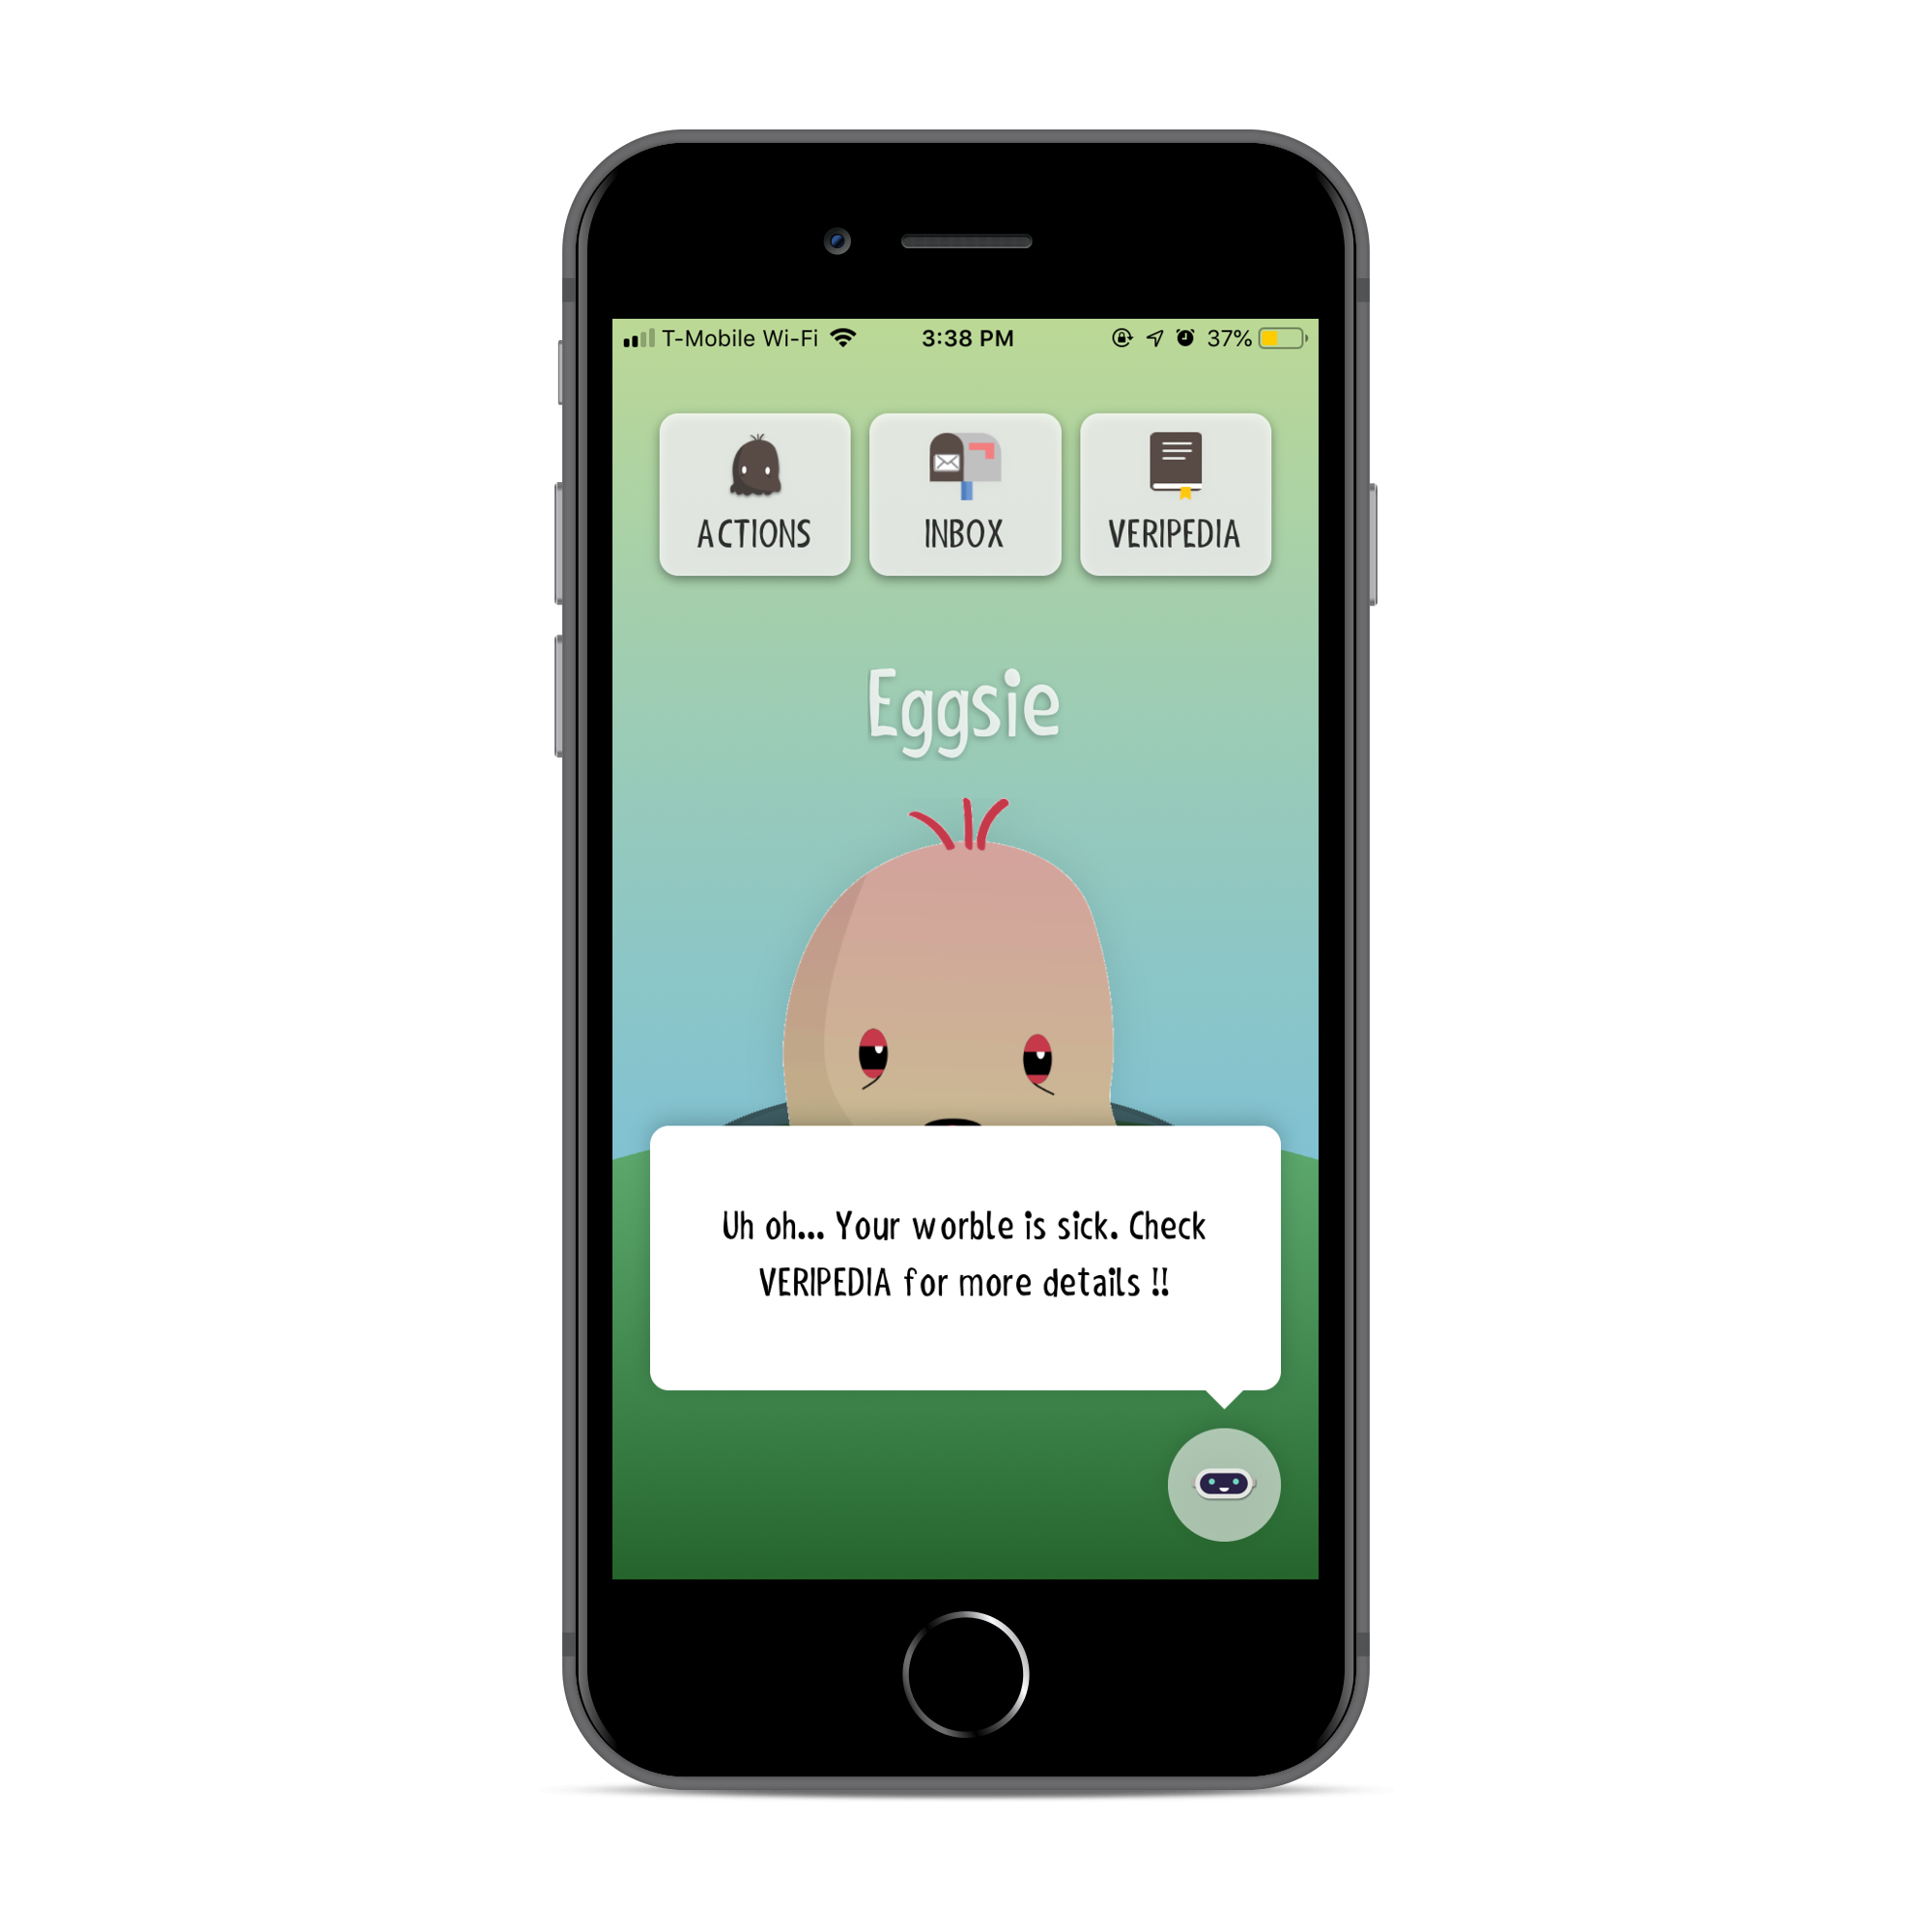 T-Mobile Wi-Fi 3:38 PM 37%
ACTIONS INBOX VERIPEDIA
Eggsie
Uh oh... Your worble is sick. Check
VERIPEDIA for more details !!